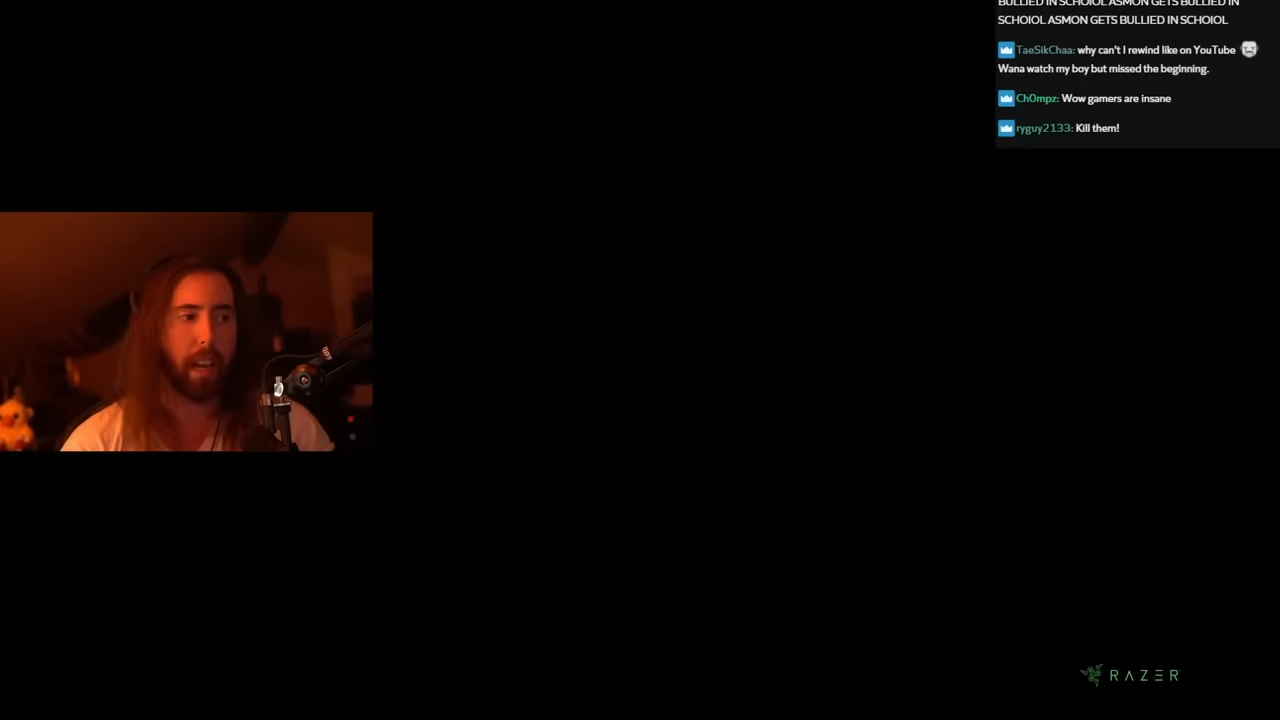 BULLIED IN SCHOIOL ASMON GETS BULLIED IN
SCHOIOL ASMON GETS BULLIED IN SCHOIOL
TaeSikChaa: why can't I rewind like on YouTube
Wana watch my boy but missed the beginning.
Ch0mpz: Wow gamers are insane
ryguy2133: Kill them!
RAZER